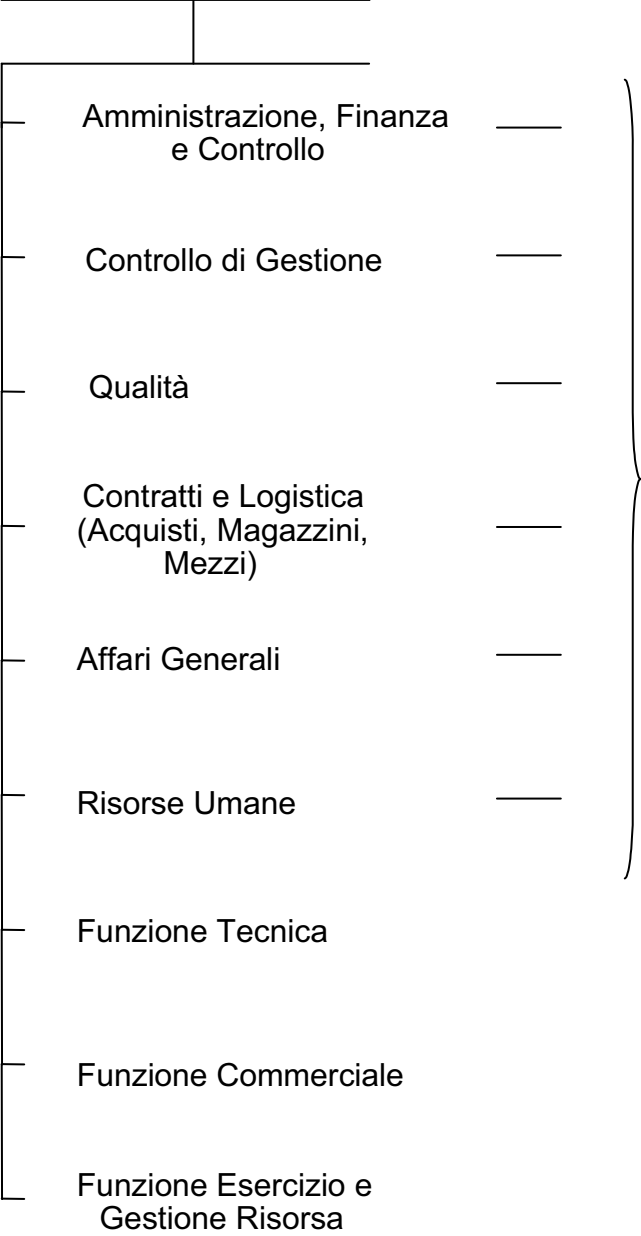 Amministrazione, Finanza
e Controllo
Controllo di Gestione
Qualità
Contratti e Logistica
(Acquisti, Magazzini,
Mezzi)
Affari Generali
Risorse Umane
Funzione Tecnica
Funzione Commerciale
Funzione Esercizio e
Gestione Risorsa